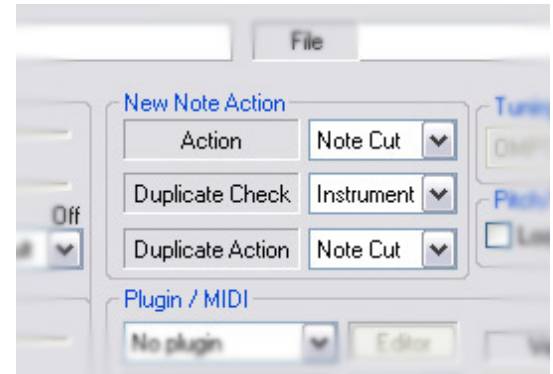 File
New Note Action
Action Note Cut
Duplicate Check Instrument
Off
Duplicate Action Note Cut
Plugin / MIDI
No plugin Editor